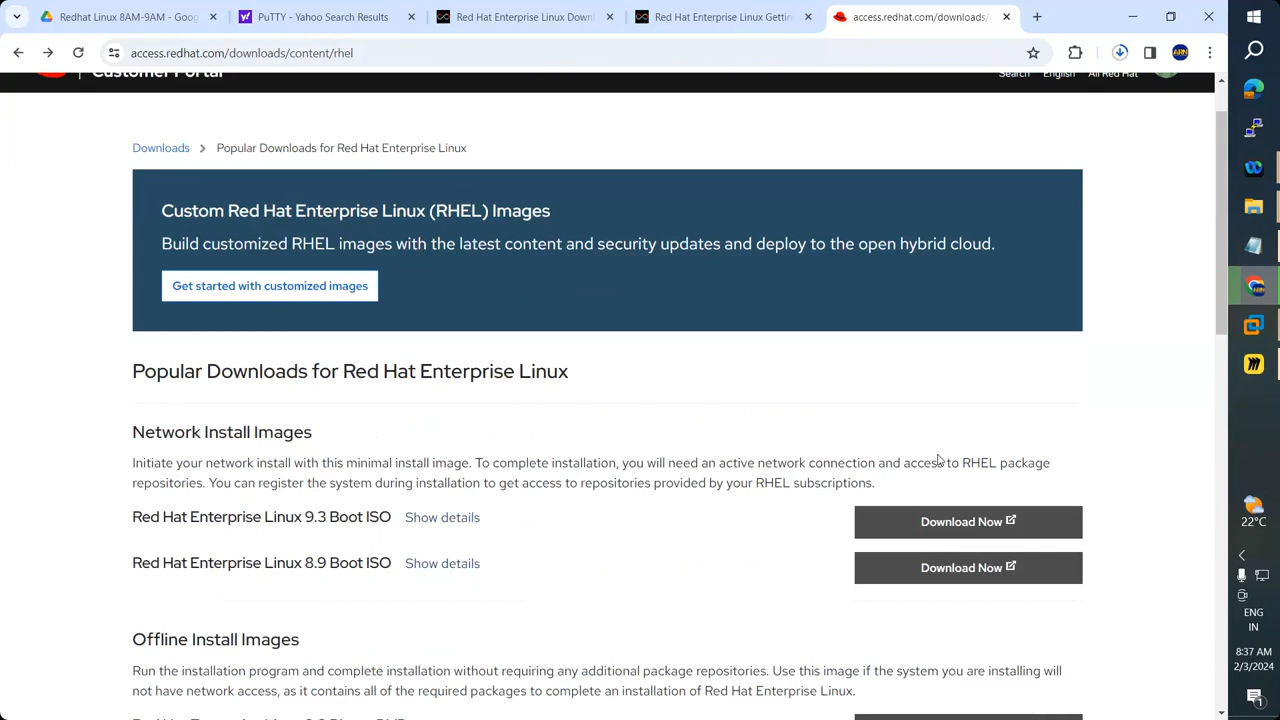 Redhat Linux 8AM-9AM - Goog
PuTTY - Yahoo Search Results
Red Hat Enterprise Linux Down
Red Hat Enterprise Linux Gettin
access.redhat.com/downloads/
access.redhat.com/downloads/content/rhel
Customer Portal
Search English All Red Hat
Downloads Popular Downloads for Red Hat Enterprise Linux
Custom Red Hat Enterprise Linux (RHEL) Images
Build customized RHEL images with the latest content and security updates and deploy to the open hybrid cloud.
Get started with customized images
Popular Downloads for Red Hat Enterprise Linux
Network Install Images
Initiate your network install with this minimal install image. To complete installation, you will need an active network connection and access to RHEL package
repositories. You can register the system during installation to get access to repositories provided by your RHEL subscriptions.
Red Hat Enterprise Linux 9.3 Boot ISO Show details Download Now
Red Hat Enterprise Linux 8.9 Boot ISO Show details Download Now
Offline Install Images
Run the installation program and complete installation without requiring any additional package repositories. Use this image if the system you are installing will
not have network access, as it contains all of the required packages to complete an installation of Red Hat Enterprise Linux.
22°C
ENG
IN
8:37 AM
2/3/2024
1